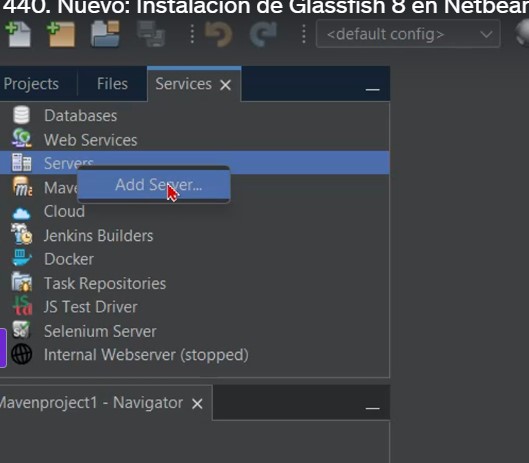 440. Nuevo: Instalación de Glassfish 8 en Netbean
<default config>
Projects Files Services
Databases
Web Services
Servers
Add Server...
Mave
Cloud
Jenkins Builders
Docker
Task Repositories
JS Test Driver
Selenium Server
Internal Webserver (stopped)
Mavenproject1 - Navigator